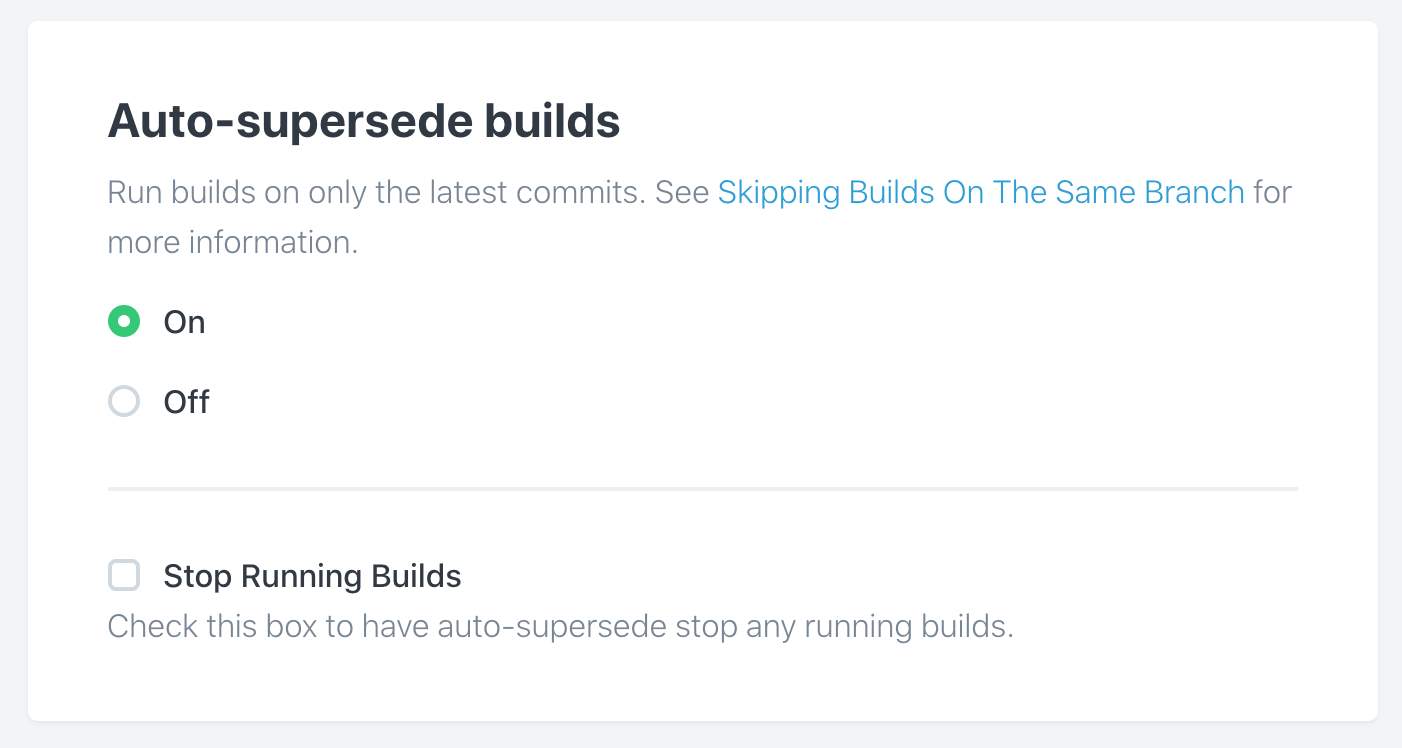 Auto-supersede builds
Run builds on only the latest commits. See Skipping Builds On The Same Branch for
more information.
On
Off
Stop Running Builds
Check this box to have auto-supersede stop any running builds.